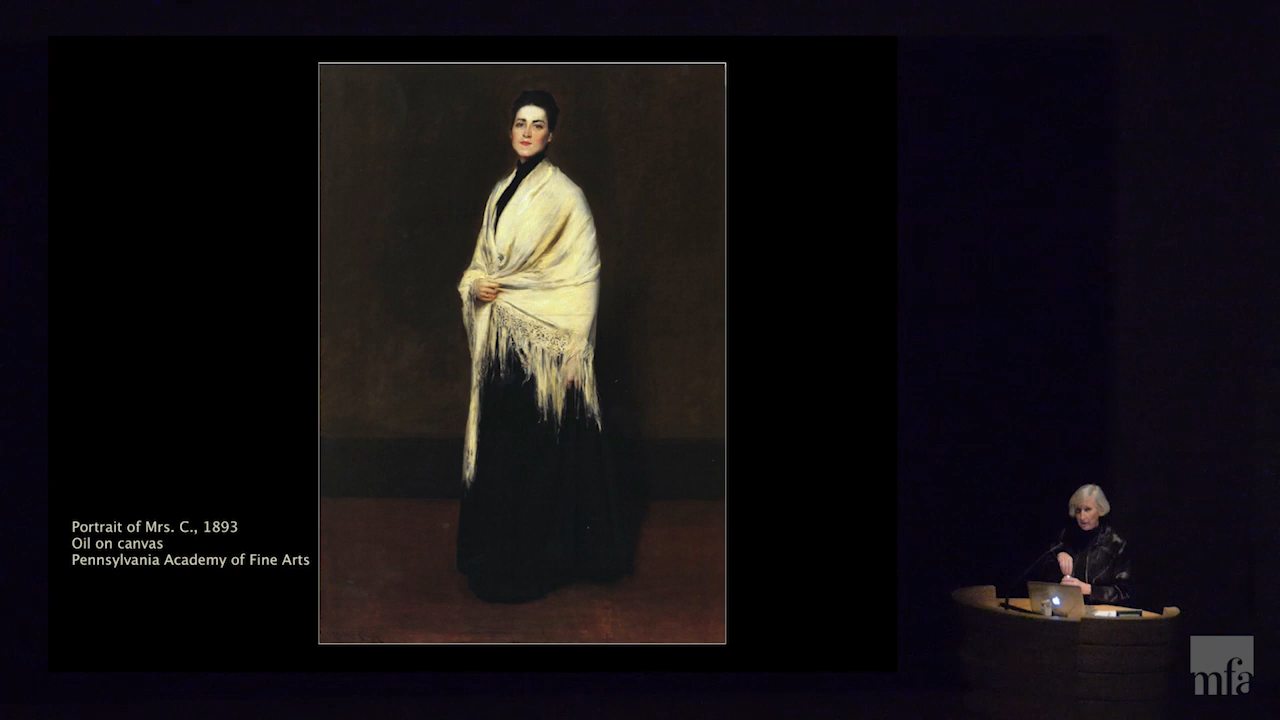 Portrait of Mrs. C., 1893
Oil on canvas
Pennsylvania Academy of Fine Arts
mfa